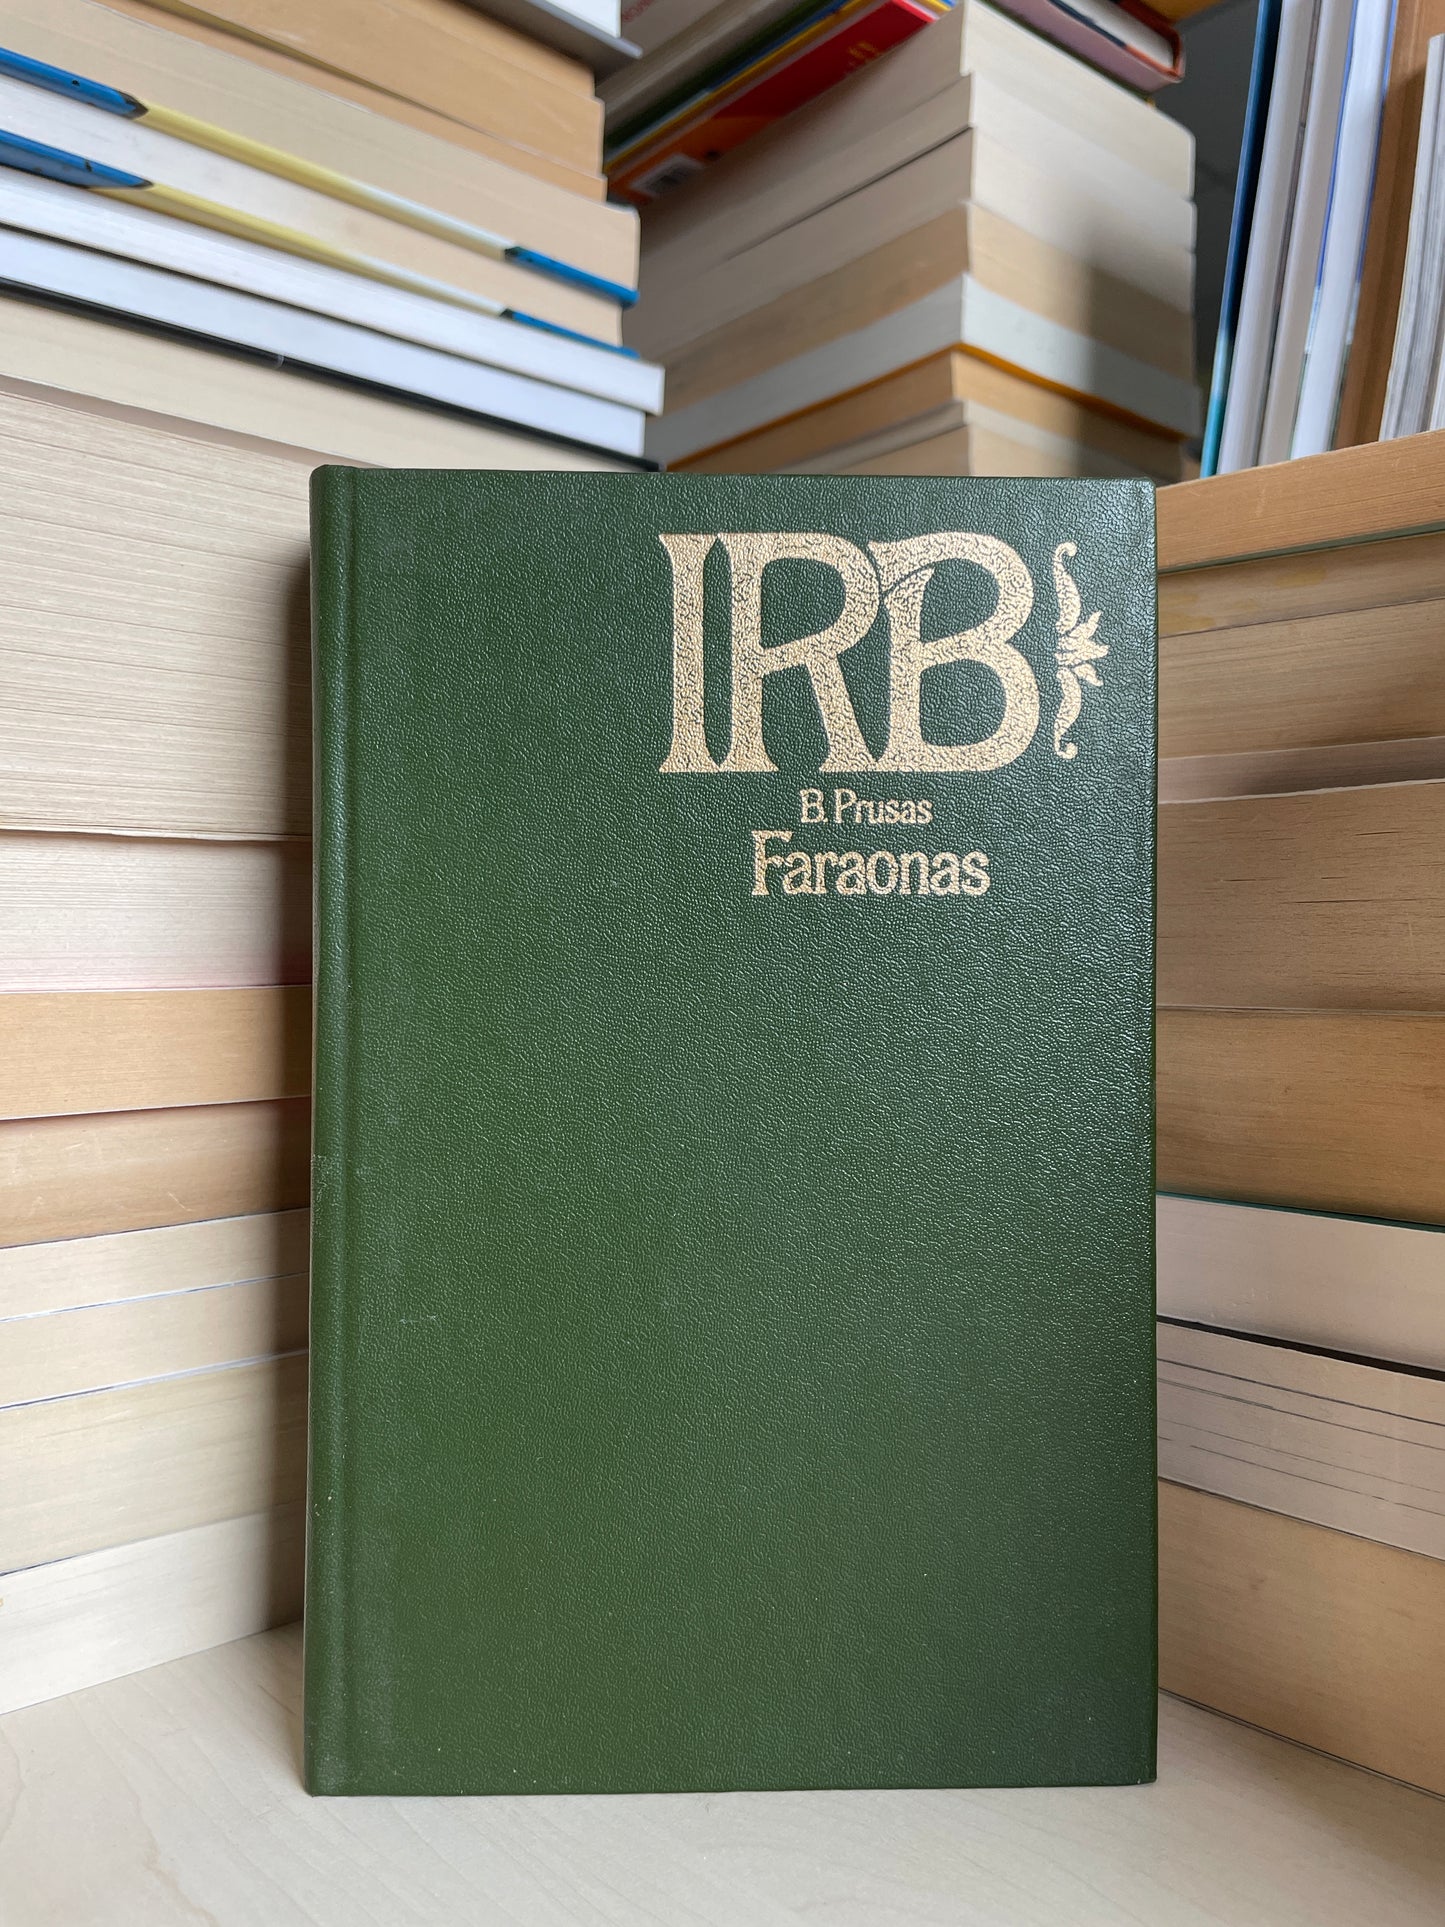 IRB
B. Prusas
Faraonas